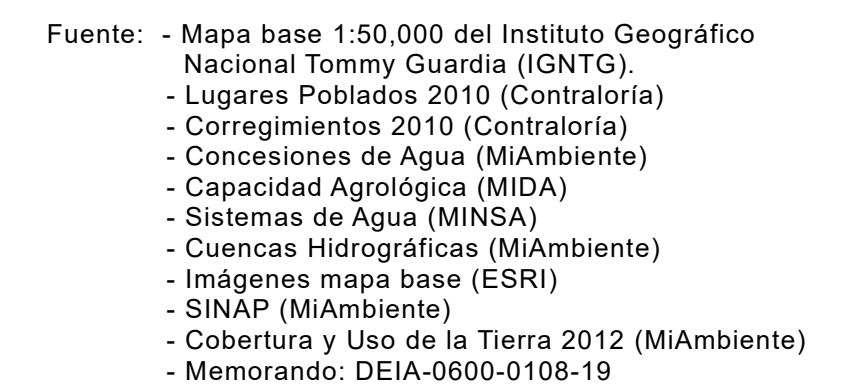 Fuente: - Mapa base 1:50,000 del Instituto Geográfico
Nacional Tommy Guardia (IGNTG).
- Lugares Poblados 2010 (Contraloría)
- Corregimientos 2010 (Contraloría)
- Concesiones de Agua (MiAmbiente)
- Capacidad Agrológica (MIDA)
- Sistemas de Agua (MINSA)
- Cuencas Hidrográficas (MiAmbiente)
- Imágenes mapa base (ESRI)
- SINAP (MiAmbiente)
- Cobertura y Uso de la Tierra 2012 (MiAmbiente)
- Memorando: DEIA-0600-0108-19